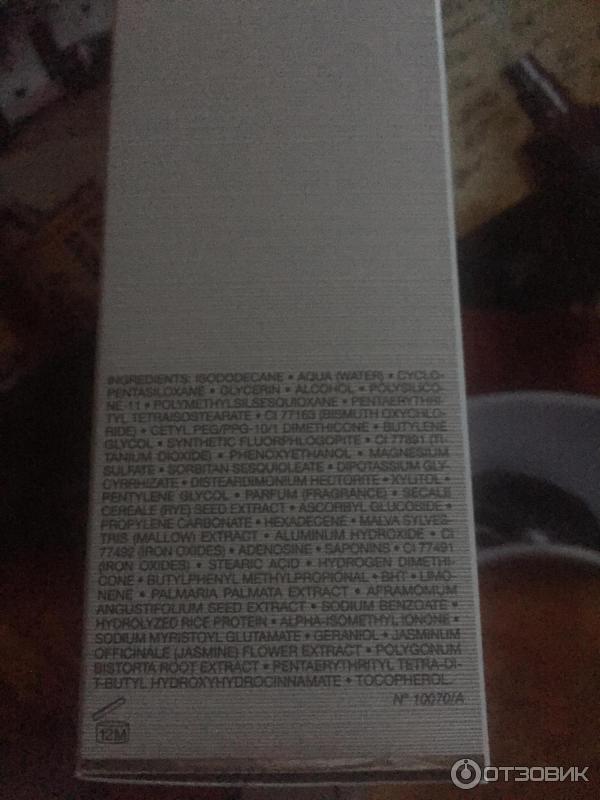 INGREDIENTS: ISODODECANE • AQUA (WATER) • CYCLO-
PENTASILOXANE • GLYCERIN • ALCOHOL • POLYSILICO-
NE-11 • POLYMETHYLSILSESQUIOXANE • PENTAERYTHRI-
TYL TETRAISOSTEARATE • CI 77163 (BISMUTH OXYCHLO-
RIDE) • CETYL PEG/PPG-10/1 DIMETHICONE • BUTYLENE
GLYCOL • SYNTHETIC FLUORPHLOGOPITE • CI 77891 (TI-
TANIUM DIOXIDE) • PHENOXYETHANOL • MAGNESIUM
SULFATE • SORBITAN SESQUIOLEATE • DIPOTASSIUM GLY-
CYRRHIZATE • DISTEARDIMONIUM HECTORITE • XYLITOL •
PENTYLENE GLYCOL • PARFUM (FRAGRANCE) • SECALE
CEREALE (RYE) SEED EXTRACT • ASCORBYL GLUCOSIDE •
PROPYLENE CARBONATE • HEXADECENE • MALVA SYLVES-
TRIS (MALLOW) EXTRACT • ALUMINUM HYDROXIDE • CI
77492 (IRON OXIDES) • ADENOSINE • SAPONINS • CI 77491
(IRON OXIDES) • STEARIC ACID • HYDROGEN DIMETHI-
CONE • BUTYLPHENYL METHYLPROPIONAL • BHT • LIMO-
NENE • PALMARIA PALMATA EXTRACT • AFRAMOMUM
ANGUSTIFOLIUM SEED EXTRACT • SODIUM BENZOATE •
HYDROLYZED RICE PROTEIN • ALPHA-ISOMETHYL IONONE •
SODIUM MYRISTOYL GLUTAMATE • GERANIOL • JASMINUM
OFFICINALE (JASMINE) FLOWER EXTRACT • POLYGONUM
BISTORTA ROOT EXTRACT • PENTAERYTHRITYL TETRA-DI-
T-BUTYL HYDROXYHYDROCINNAMATE • TOCOPHEROL.
N° 10070/A
12M
ОТЗОВИК